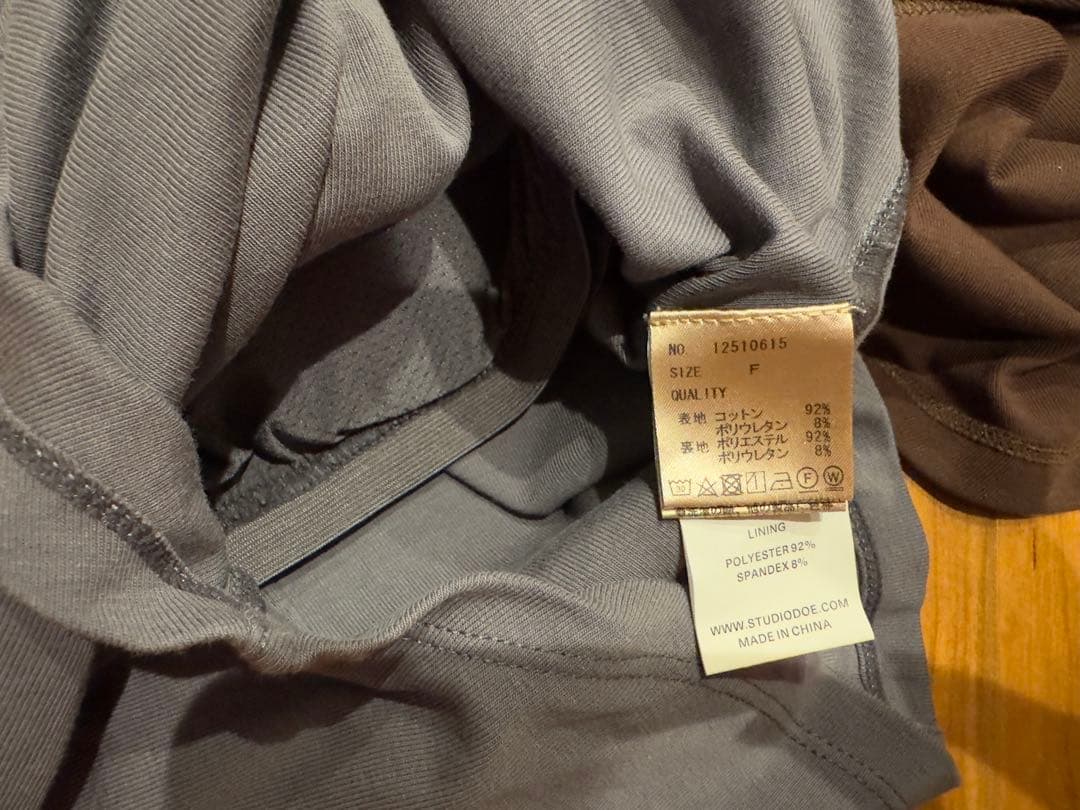 NO. 12510615
SIZE F
QUALITY
表地 コットン 92%
ポリウレタン 8%
裏地 ポリエステル 92%
ポリウレタン 8%
F W
LINING
POLYESTER 92%
SPANDEX 8%
WWW.STUDIODOE.COM
MADE IN CHINA